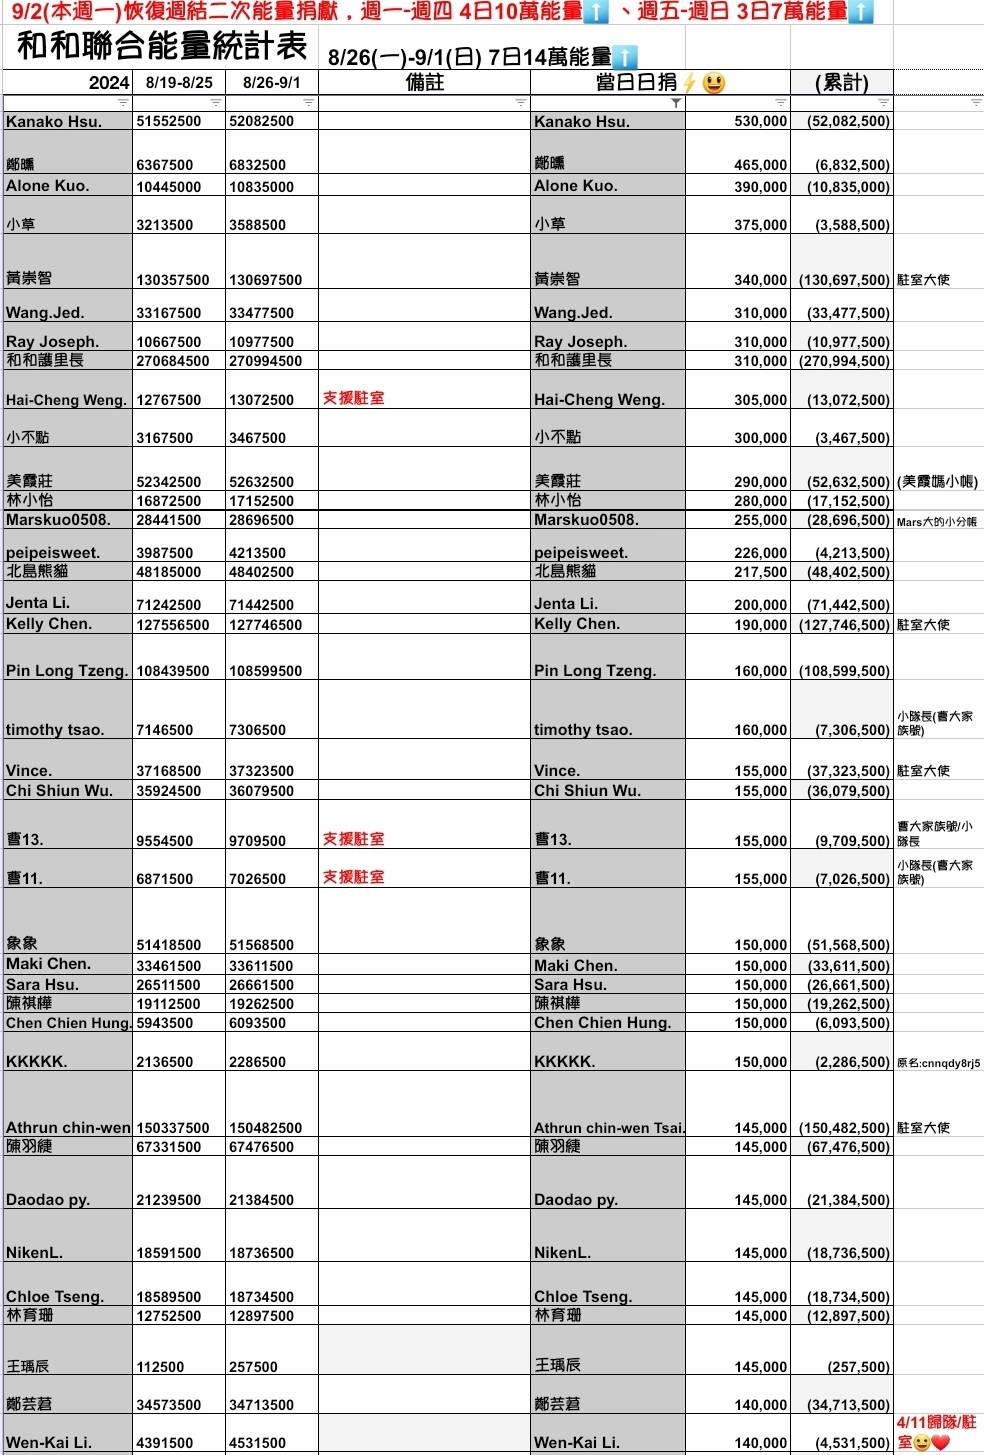 9/2(本週一)恢復週結二次能量捐獻，週一-週四 4日10萬能量⬆️、週五-週日 3日7萬能量⬆️
和和聯合能量統計表 8/26(一)-9/1(日) 7日14萬能量⬆️
2024 8/19-8/25 8/26-9/1 備註 當日日捐⚡😃 (累計)
Kanako Hsu. 51552500 52082500 Kanako Hsu. 530,000 (52,082,500)
鄭曛 6367500 6832500 鄭曛 465,000 (6,832,500)
Alone Kuo. 10445000 10835000 Alone Kuo. 390,000 (10,835,000)
小草 3213500 3588500 小草 375,000 (3,588,500)
黃崇智 130357500 130697500 黃崇智 340,000 (130,697,500) 駐室大使
Wang.Jed. 33167500 33477500 Wang.Jed. 310,000 (33,477,500)
Ray Joseph. 10667500 10977500 Ray Joseph. 310,000 (10,977,500)
和和護里長 270684500 270994500 和和護里長 310,000 (270,994,500)
Hai-Cheng Weng. 12767500 13072500 支援駐室 Hai-Cheng Weng. 305,000 (13,072,500)
小不點 3167500 3467500 小不點 300,000 (3,467,500)
美霞莊 52342500 52632500 美霞莊 290,000 (52,632,500) (美霞媽小帳)
林小怡 16872500 17152500 林小怡 280,000 (17,152,500)
Marskuo0508. 28441500 28696500 Marskuo0508. 255,000 (28,696,500) Mars大的小分帳
peipeisweet. 3987500 4213500 peipeisweet. 226,000 (4,213,500)
北島熊貓 48185000 48402500 北島熊貓 217,500 (48,402,500)
Jenta Li. 71242500 71442500 Jenta Li. 200,000 (71,442,500)
Kelly Chen. 127556500 127746500 Kelly Chen. 190,000 (127,746,500) 駐室大使
Pin Long Tzeng. 108439500 108599500 Pin Long Tzeng. 160,000 (108,599,500)
timothy tsao. 7146500 7306500 timothy tsao. 160,000 (7,306,500) 小隊長(曹大家
族號)
Vince. 37168500 37323500 Vince. 155,000 (37,323,500) 駐室大使
Chi Shiun Wu. 35924500 36079500 Chi Shiun Wu. 155,000 (36,079,500)
曹13. 9554500 9709500 支援駐室 曹13. 155,000 (9,709,500) 曹大家族號/小
隊長
曹11. 6871500 7026500 支援駐室 曹11. 155,000 (7,026,500) 小隊長(曹大家
族號)
象象 51418500 51568500 象象 150,000 (51,568,500)
Maki Chen. 33461500 33611500 Maki Chen. 150,000 (33,611,500)
Sara Hsu. 26511500 26661500 Sara Hsu. 150,000 (26,661,500)
陳祺樺 19112500 19262500 陳祺樺 150,000 (19,262,500)
Chen Chien Hung. 5943500 6093500 Chen Chien Hung. 150,000 (6,093,500)
KKKKK. 2136500 2286500 KKKKK. 150,000 (2,286,500) 原名:cnnqdy8rj5
Athrun chin-wen 150337500 150482500 Athrun chin-wen Tsai. 145,000 (150,482,500) 駐室大使
陳羽緁 67331500 67476500 陳羽緁 145,000 (67,476,500)
Daodao py. 21239500 21384500 Daodao py. 145,000 (21,384,500)
NikenL. 18591500 18736500 NikenL. 145,000 (18,736,500)
Chloe Tseng. 18589500 18734500 Chloe Tseng. 145,000 (18,734,500)
林育珊 12752500 12897500 林育珊 145,000 (12,897,500)
王瑀辰 112500 257500 王瑀辰 145,000 (257,500)
鄭芸莙 34573500 34713500 鄭芸莙 140,000 (34,713,500)
Wen-Kai Li. 4391500 4531500 Wen-Kai Li. 140,000 (4,531,500) 4/11歸隊/駐
室😀❤️